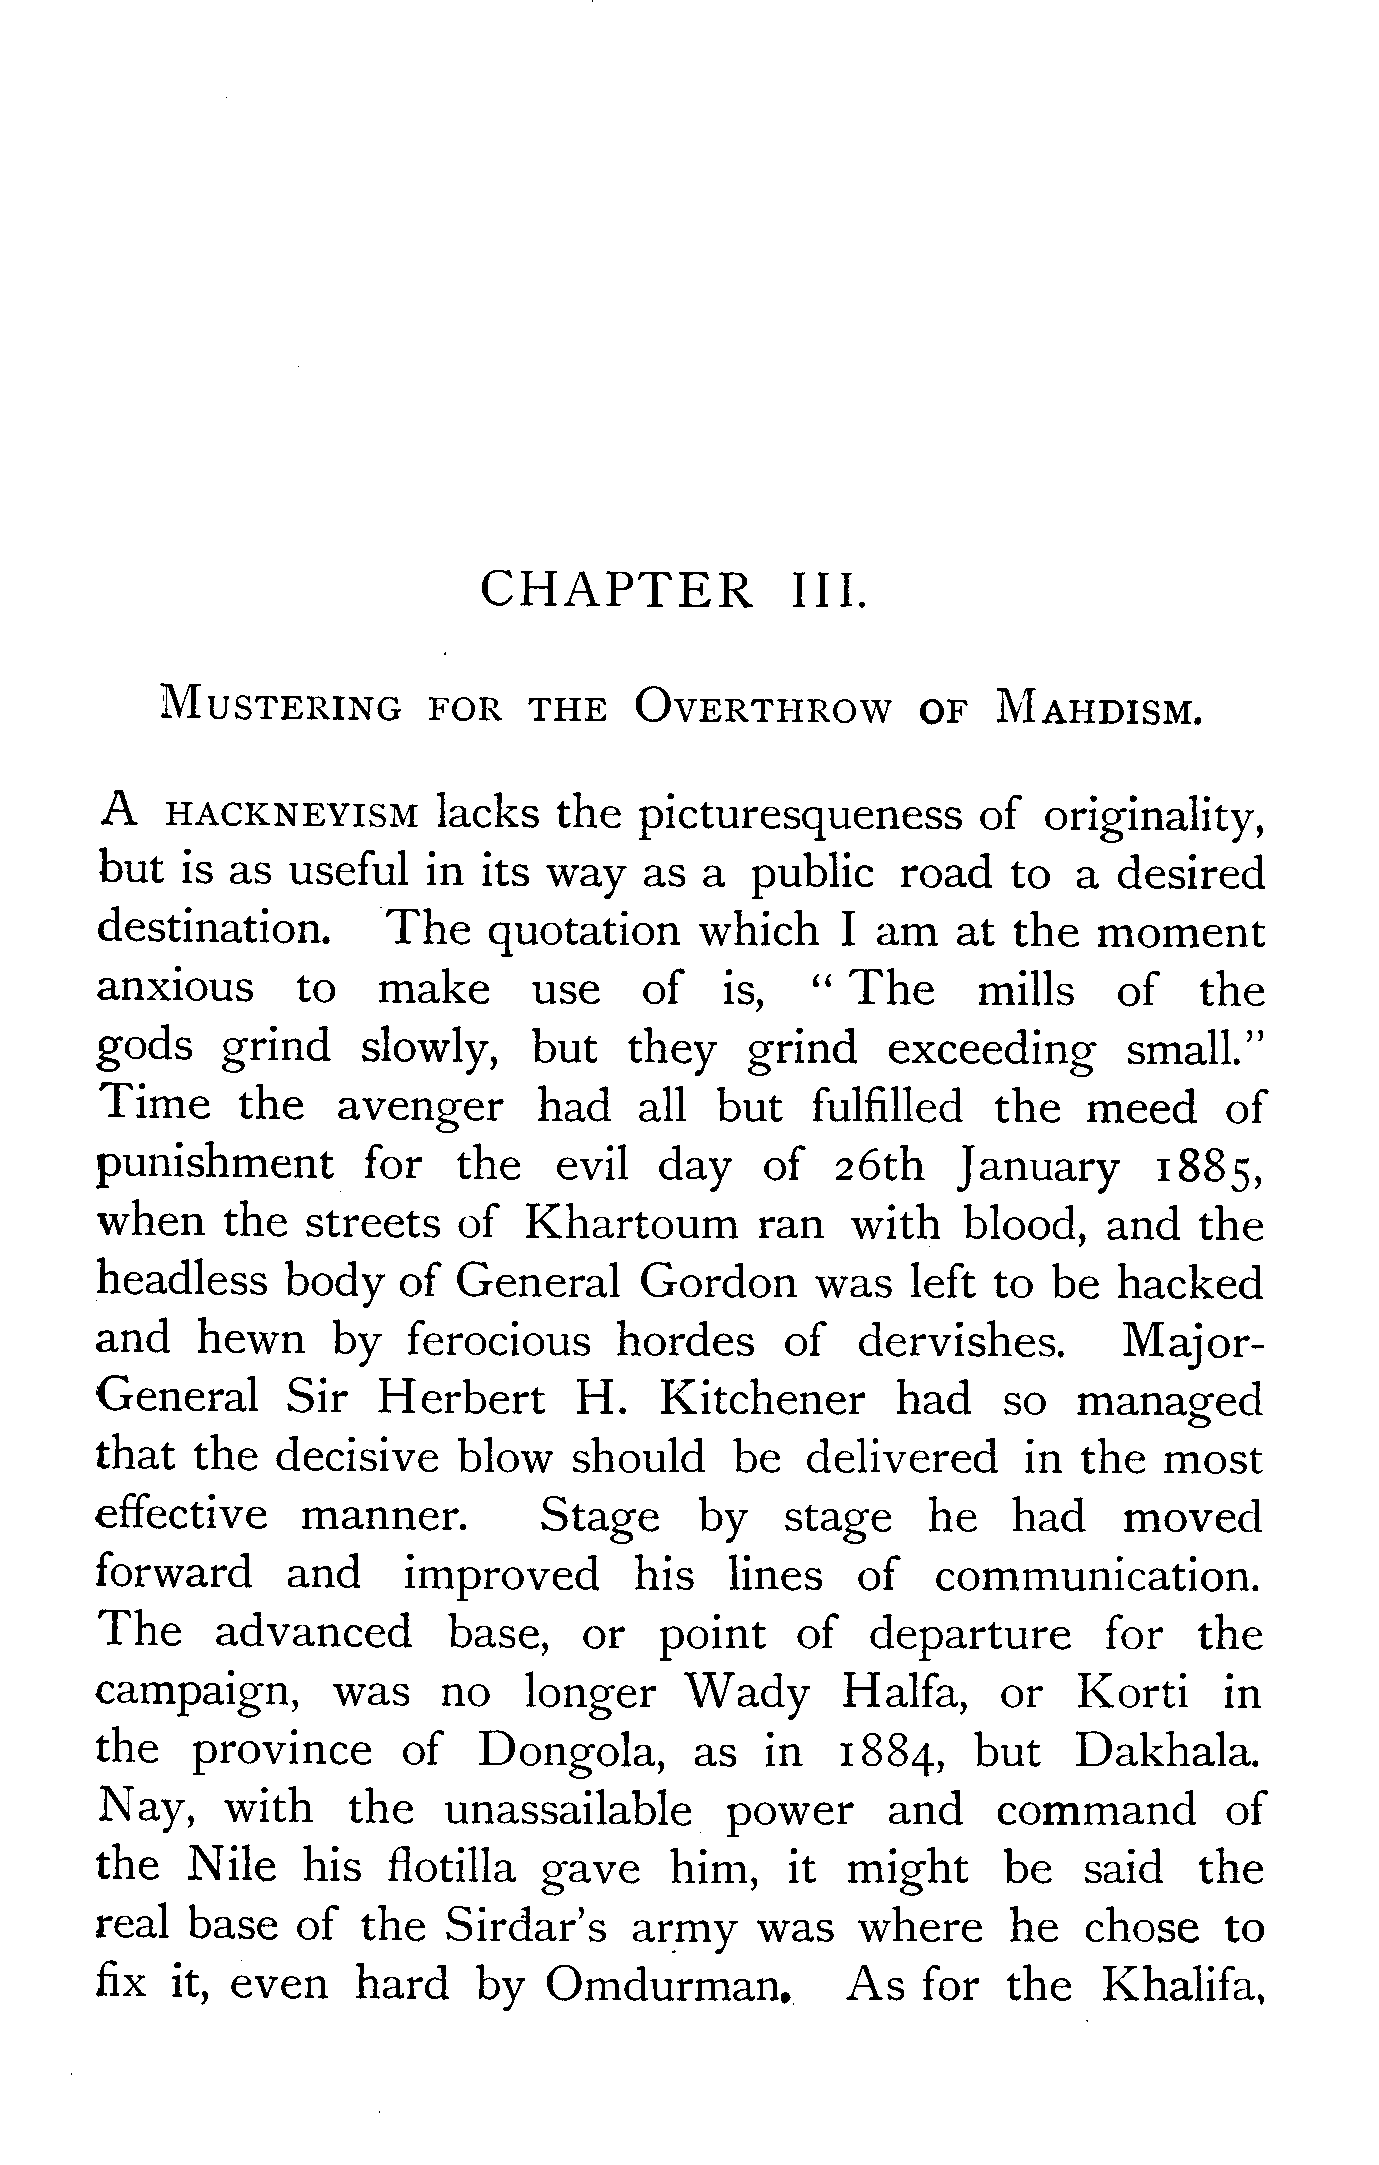 CHAPTER III.
Mustering for the Overthrow of Mahdism.
A hackneyism lacks the picturesqueness of originality,
but is as useful in its way as a public road to a desired
destination. The quotation which I am at the moment
anxious to make use of is, “ The mills of the
gods grind slowly, but they grind exceeding small.”
Time the avenger had all but fulfilled the meed of
punishment for the evil day of 26th January 1885,
when the streets of Khartoum ran with blood, and the
headless body of General Gordon was left to be hacked
and hewn by ferocious hordes of dervishes. Major-
General Sir Herbert H. Kitchener had so managed
that the decisive blow should be delivered in the most
effective manner. Stage by stage he had moved
forward and improved his lines of communication.
The advanced base, or point of departure for the
campaign, was no longer Wady Halfa, or Korti in
the province of Dongola, as in 1884, but Dakhala.
Nay, with the unassailable power and command of
the Nile his flotilla gave him, it might be said the
real base of the Sirdar’s army was where he chose to
fix it, even hard by Omdurman. As for the Khalifa,